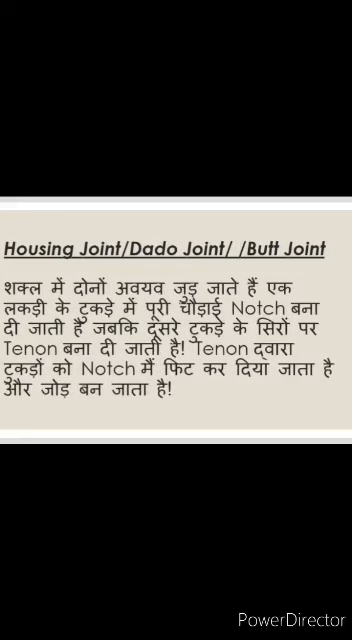 Housing Joint/Dado Joint/ /Butt Joint
शक्ल में दोनों अवयव जुड़ जाते हैं एक
लकड़ी के टुकड़े में पूरी चौड़ाई Notch बना
दी जाती है जबकि दूसरे टुकड़े के सिरों पर
Tenon बना दी जाती है! Tenon द्वारा
टुकड़ों को Notch मैं फिट कर दिया जाता है
और जोड़ बन जाता है!
PowerDirector